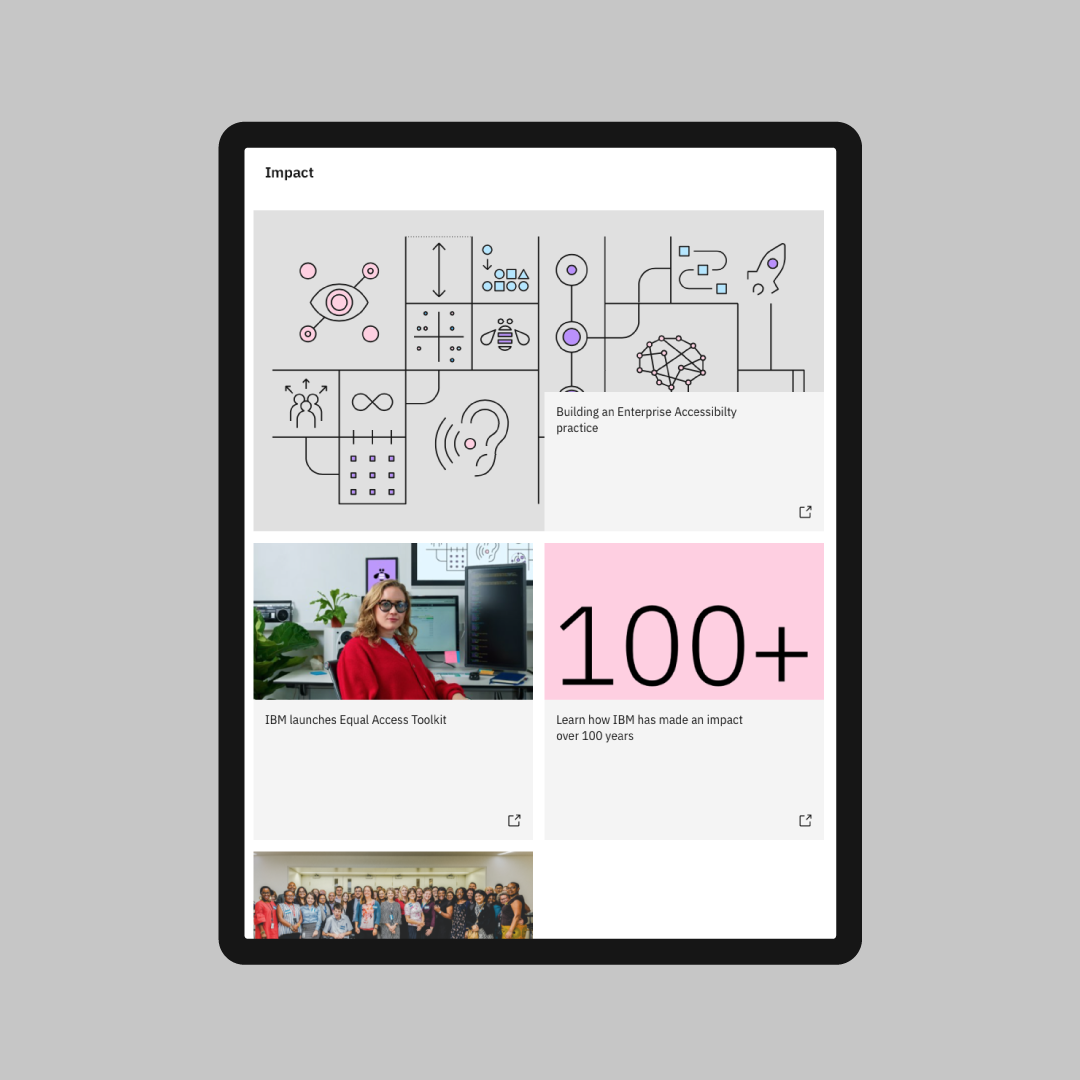 Impact
Building an Enterprise Accessibilty
practice
IBM launches Equal Access Toolkit
100+
Learn how IBM has made an impact
over 100 years